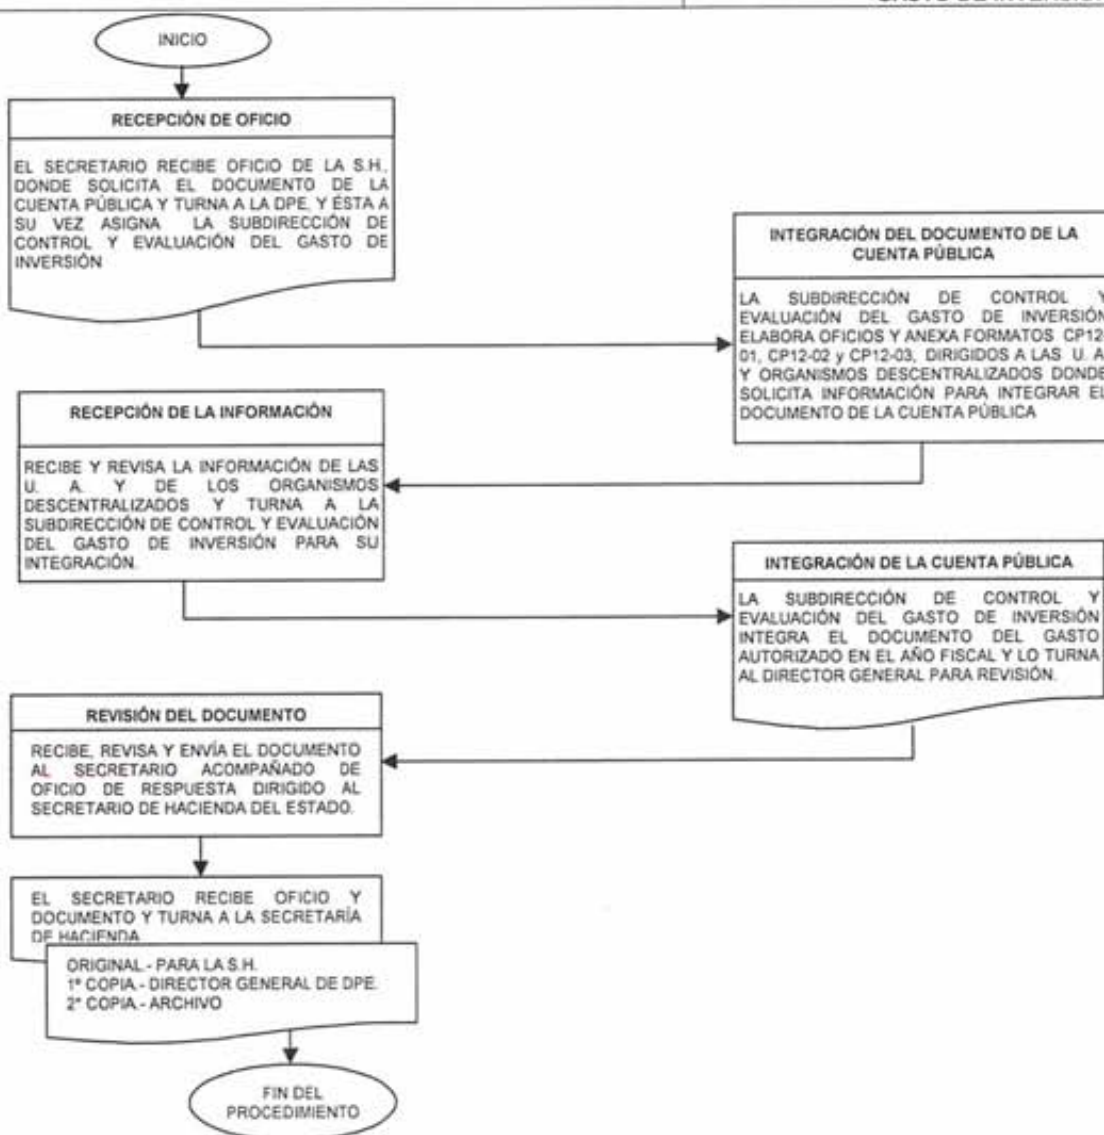 INICIO
RECEPCIÓN DE OFICIO
EL SECRETARIO RECIBE OFICIO DE LA S.H.,
DONDE SOLICITA EL DOCUMENTO DE LA
CUENTA PÚBLICA Y TURNA A LA DPE, Y ÉSTA A
SU VEZ ASIGNA LA SUBDIRECCIÓN DE
CONTROL Y EVALUACIÓN DEL GASTO DE
INVERSIÓN
INTEGRACIÓN DEL DOCUMENTO DE LA
CUENTA PÚBLICA
LA SUBDIRECCIÓN DE CONTROL Y
EVALUACIÓN DEL GASTO DE INVERSIÓN
ELABORA OFICIOS Y ANEXA FORMATOS CP12-
01, CP12-02 y CP12-03, DIRIGIDOS A LAS U. A.
Y ORGANISMOS DESCENTRALIZADOS DONDE
SOLICITA INFORMACIÓN PARA INTEGRAR EL
DOCUMENTO DE LA CUENTA PÚBLICA
RECEPCIÓN DE LA INFORMACIÓN
RECIBE Y REVISA LA INFORMACIÓN DE LAS
U. A. Y DE LOS ORGANISMOS
DESCENTRALIZADOS Y TURNA A LA
SUBDIRECCIÓN DE CONTROL Y EVALUACIÓN
DEL GASTO DE INVERSIÓN PARA SU
INTEGRACIÓN.
INTEGRACIÓN DE LA CUENTA PÚBLICA
LA SUBDIRECCIÓN DE CONTROL Y
EVALUACIÓN DEL GASTO DE INVERSIÓN
INTEGRA EL DOCUMENTO DEL GASTO
AUTORIZADO EN EL AÑO FISCAL Y LO TURNA
AL DIRECTOR GENERAL PARA REVISIÓN.
REVISIÓN DEL DOCUMENTO
RECIBE, REVISA Y ENVÍA EL DOCUMENTO
AL SECRETARIO ACOMPAÑADO DE
OFICIO DE RESPUESTA DIRIGIDO AL
SECRETARIO DE HACIENDA DEL ESTADO.
EL SECRETARIO RECIBE OFICIO Y
DOCUMENTO Y TURNA A LA SECRETARÍA
DE HACIENDA
ORIGINAL.- PARA LA S.H.
1ª COPIA.- DIRECTOR GENERAL DE DPE.
2ª COPIA.- ARCHIVO
FIN DEL
PROCEDIMIENTO